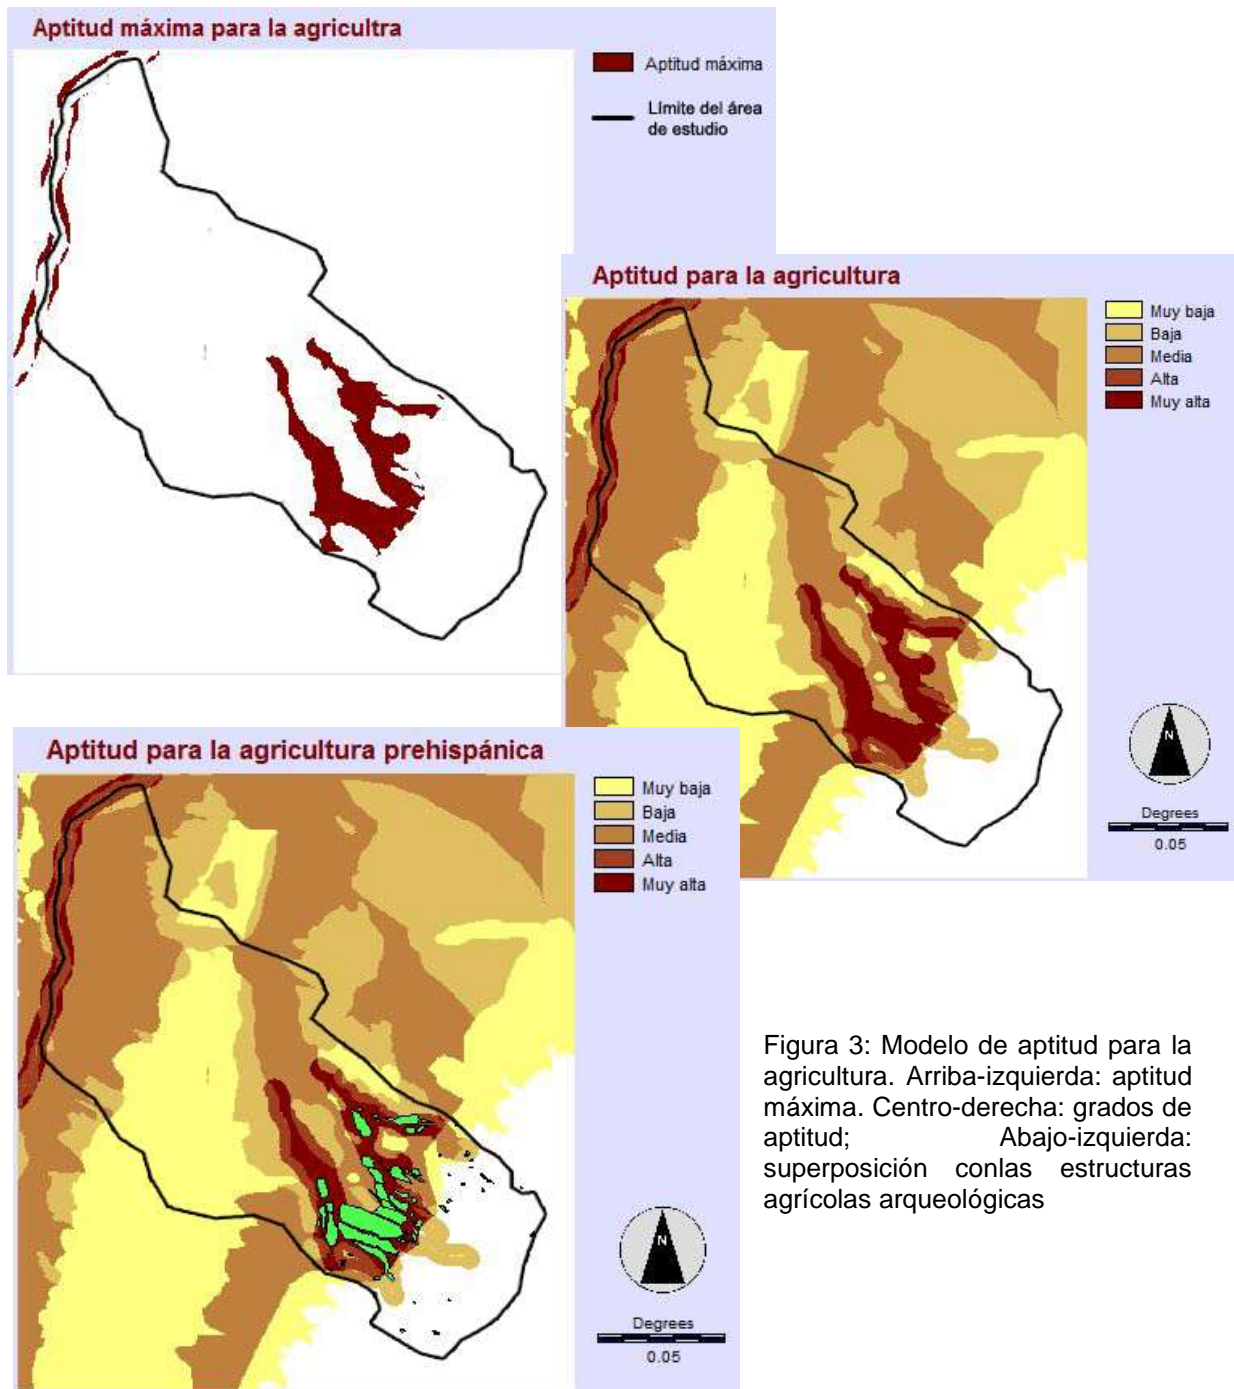 Aptitud máxima para la agricultra
Aptitud máxima
Límite del área
de estudio
Aptitud para la agricultura
Muy baja
Baja
Media
Alta
Muy alta
N
Degrees
0.05
Aptitud para la agricultura prehispánica
Muy baja
Baja
Media
Alta
Muy alta
N
Degrees
0.05
Figura 3: Modelo de aptitud para la
agricultura. Arriba-izquierda: aptitud
máxima. Centro-derecha: grados de
aptitud; Abajo-izquierda:
superposición conlas estructuras
agrícolas arqueológicas